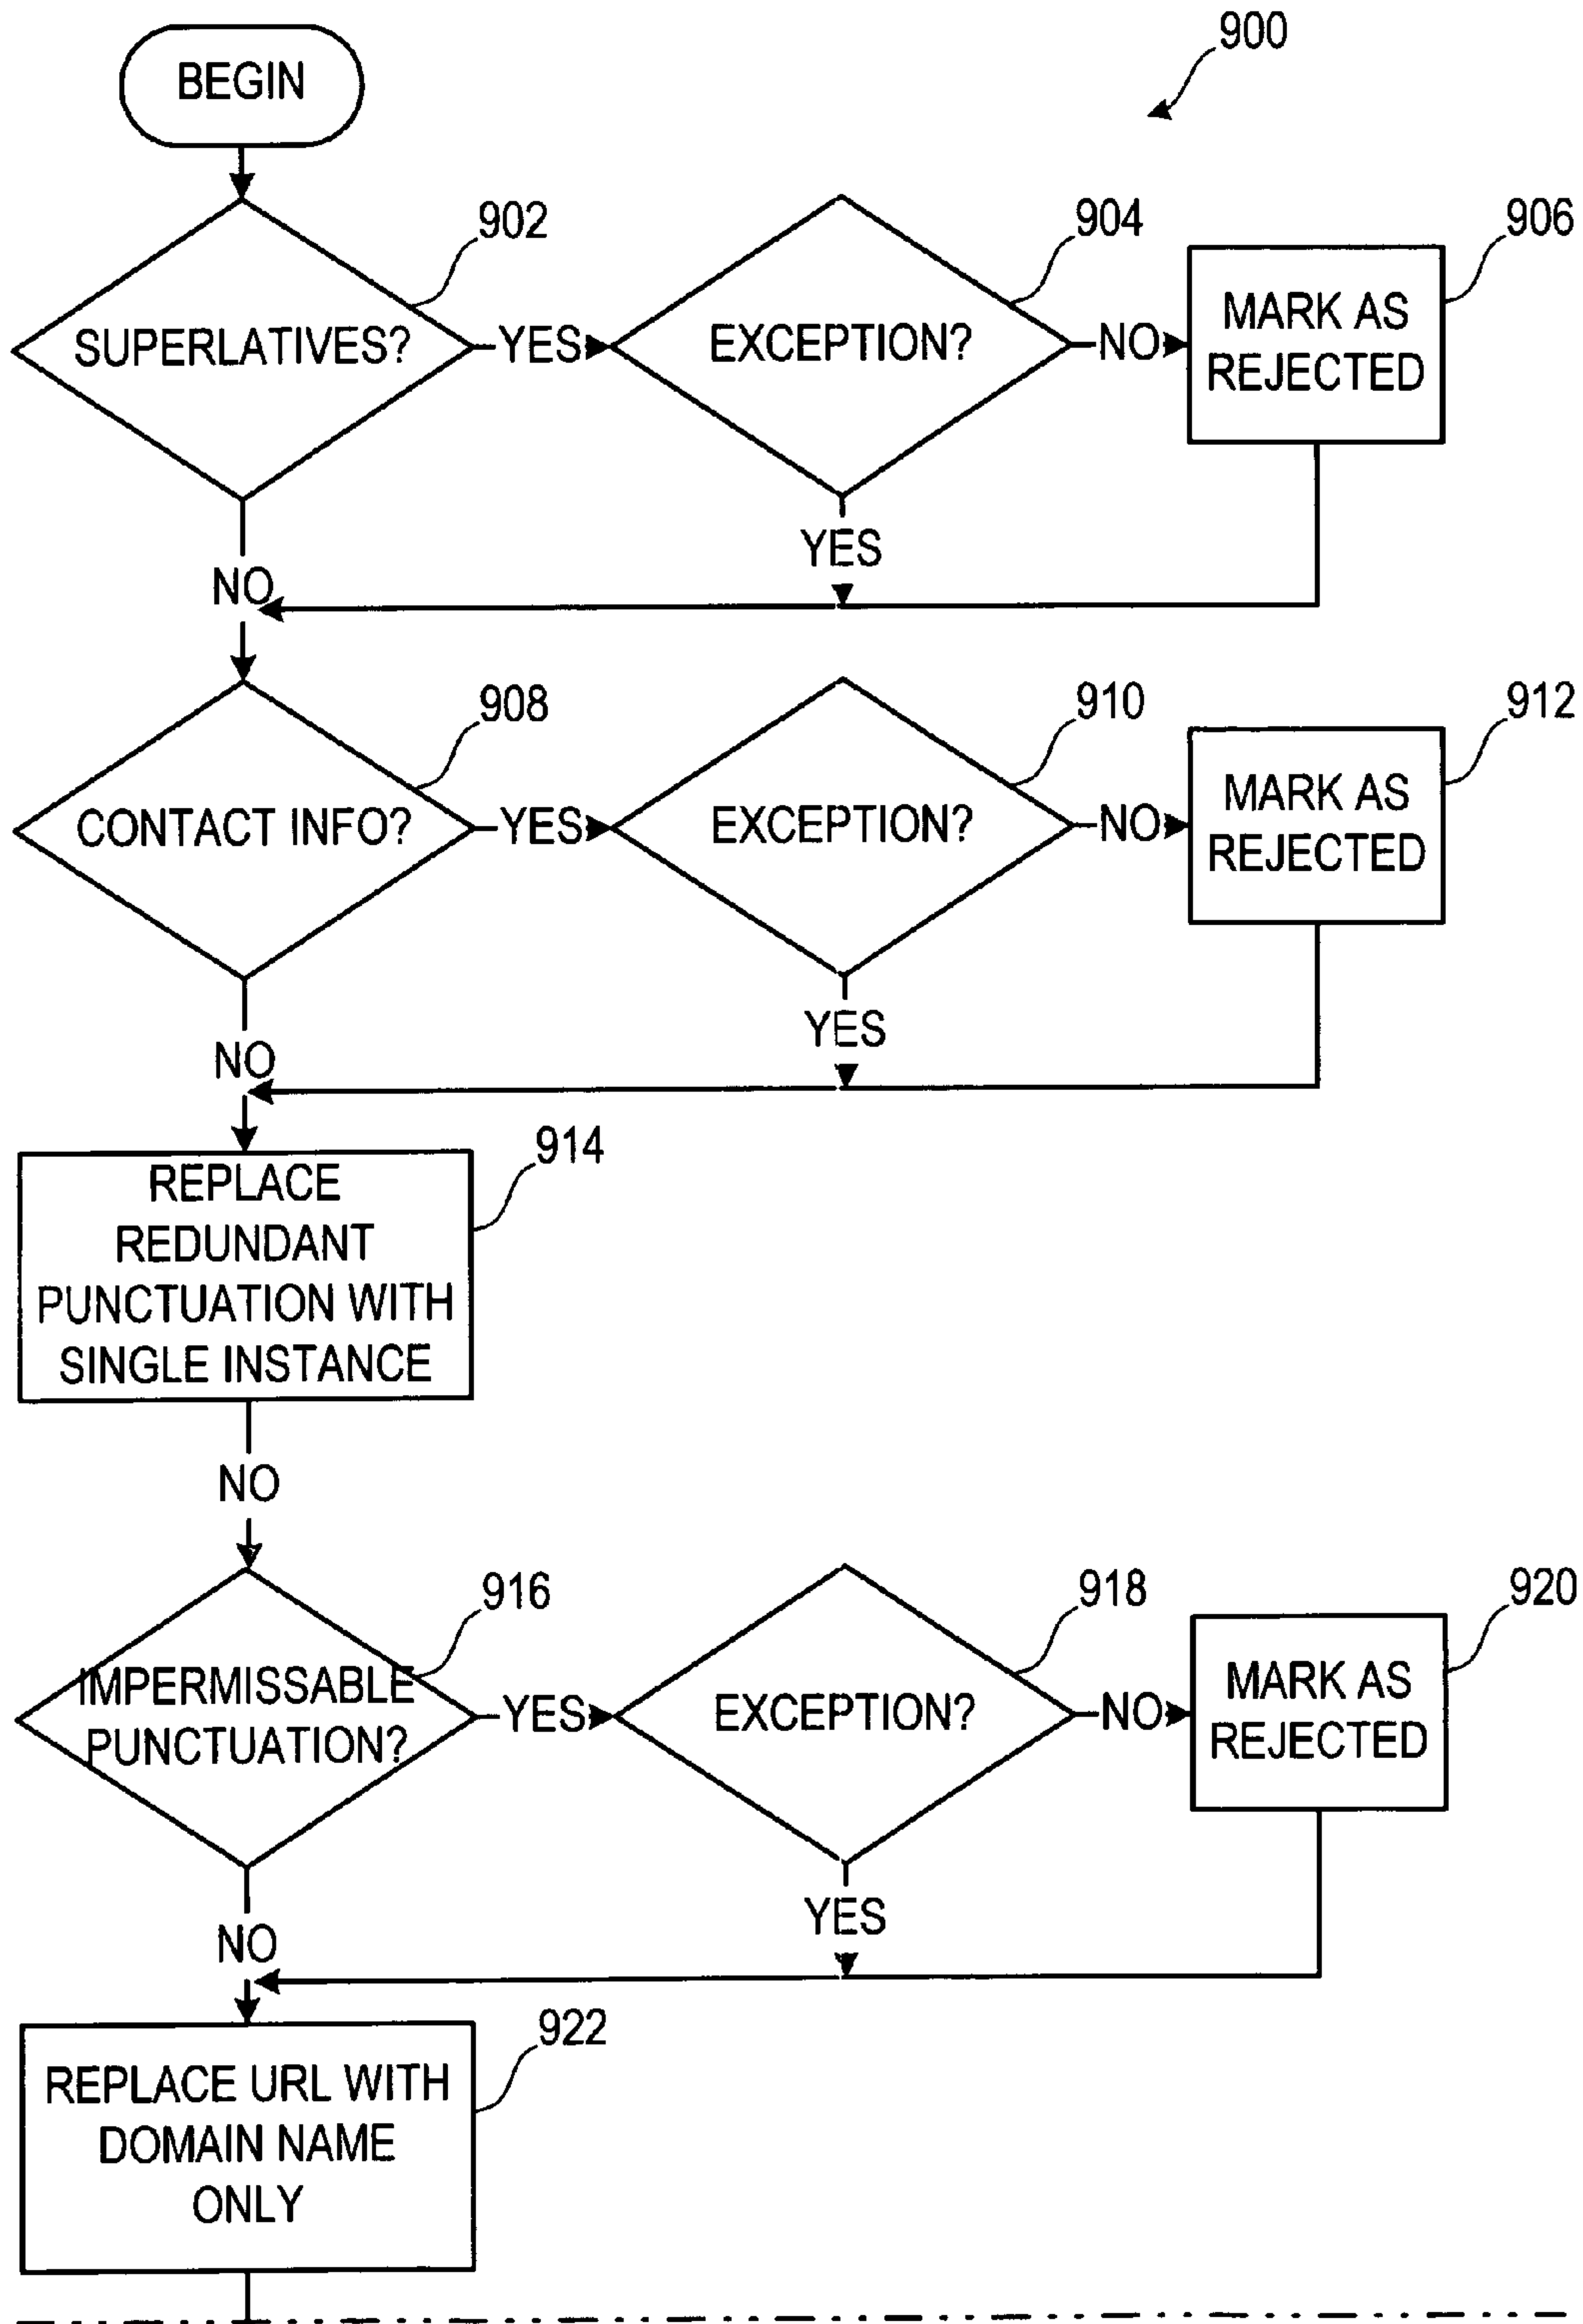 900
BEGIN
902
904
906
SUPERLATIVES?
YES
EXCEPTION?
NO
MARK AS
REJECTED
YES
NO
908
910
912
CONTACT INFO?
YES
EXCEPTION?
NO
MARK AS
REJECTED
YES
NO
914
REPLACE
REDUNDANT
PUNCTUATION WITH
SINGLE INSTANCE
NO
916
918
920
IMPERMISSABLE
PUNCTUATION?
YES
EXCEPTION?
NO
MARK AS
REJECTED
YES
NO
922
REPLACE URL WITH
DOMAIN NAME
ONLY